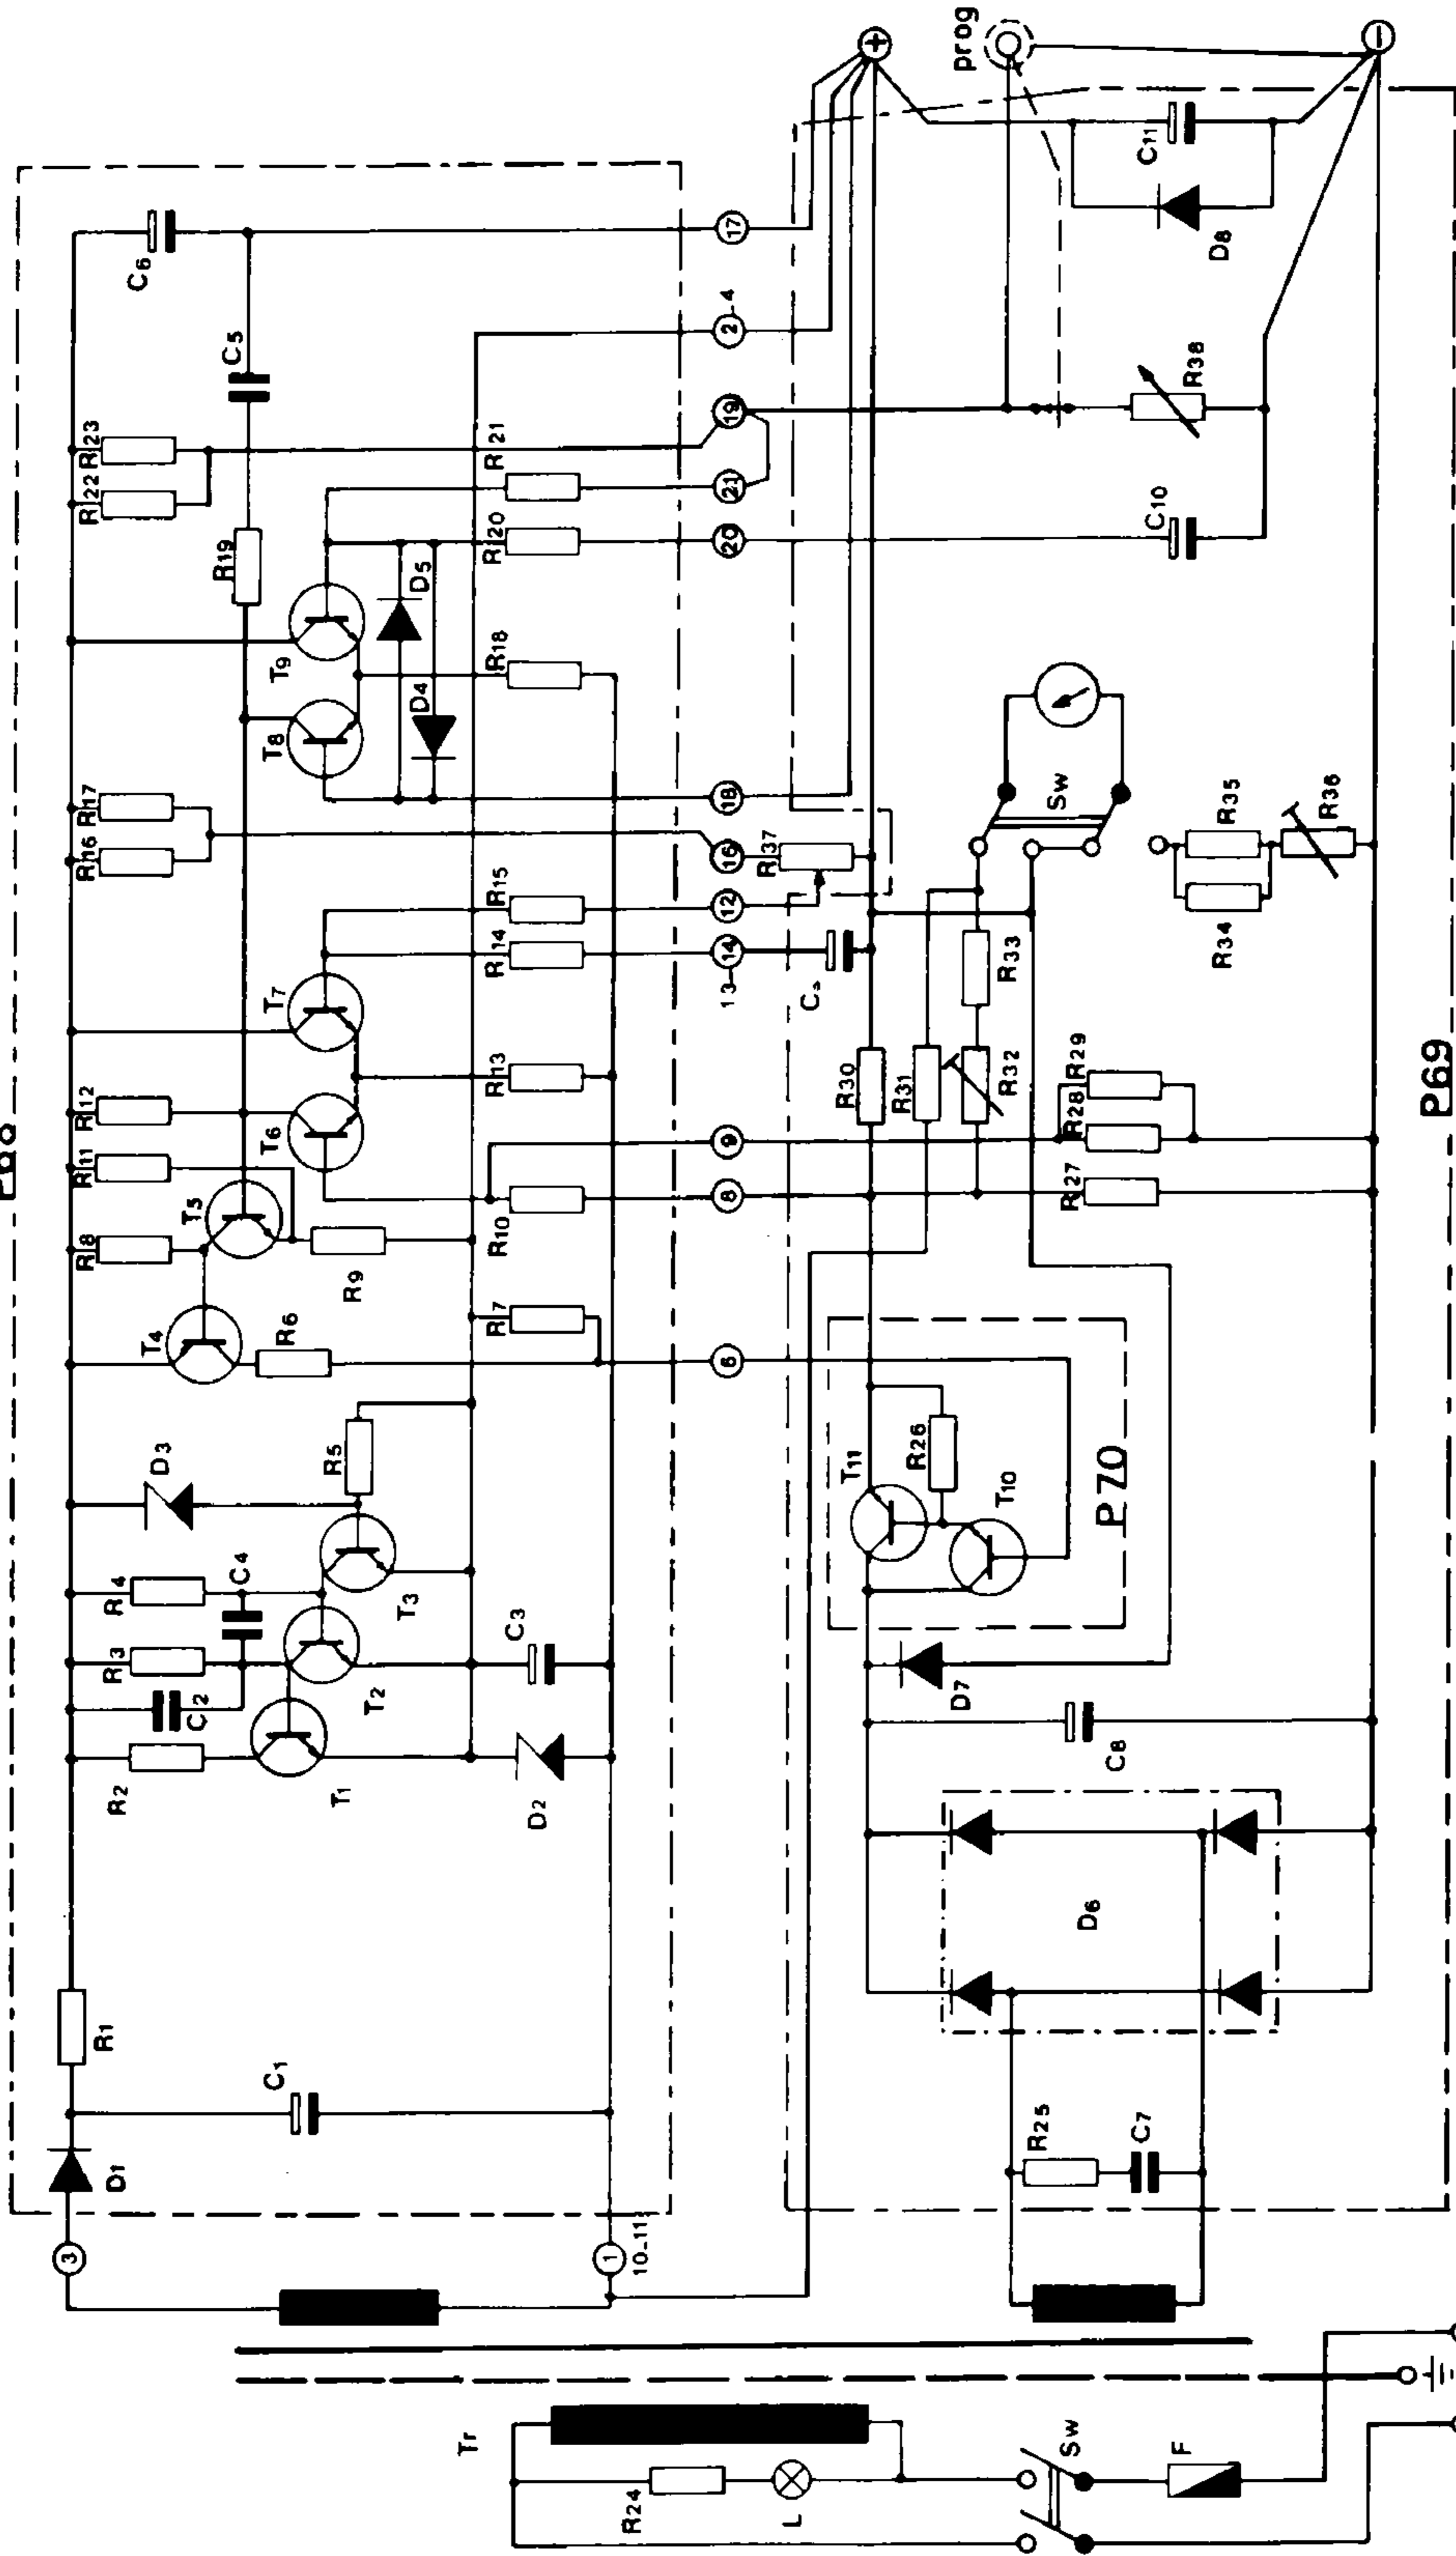 P68
R1
D1
C1
R2
C2
R3
R4
C4
D3
T1
T2
T3
R5
D2
C3
T4
R6
R8
T5
R9
R7
R11
R12
R10
T6
T7
R13
R14
R15
R16
R17
T8
T9
D4
D5
R18
R19
R20
R21
R22
R23
C5
C6
3
1
10-11
6
8
9
13
14
12
16
18
20
21
19
2
4
17
+
prog
-
R37
C9
R30
R31
R32
R33
R27
R28
R29
R34
R35
R36
Sw
C10
R38
D8
C11
T11
R26
T10
P70
D7
C8
D6
R25
C7
P69
Tr
R24
L
Sw
F